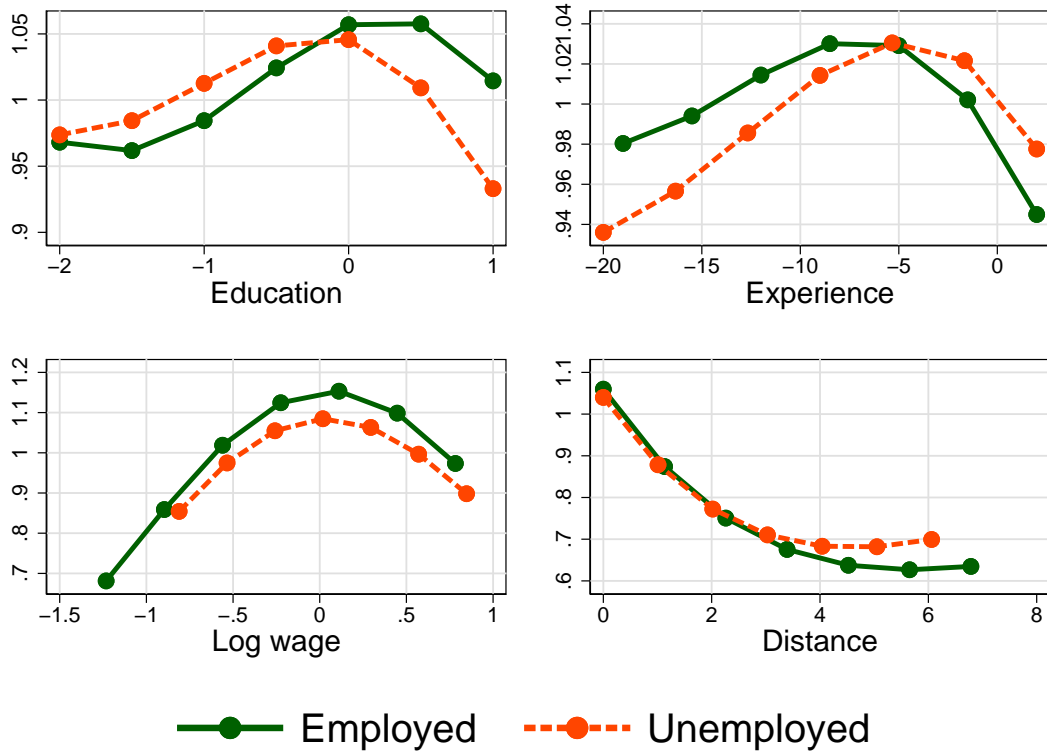 .9 .95 1 1.05
−2 −1 0 1
Education
.94 .96 .98 1 1.02 1.04
−20 −15 −10 −5 0
Experience
.7 .8 .9 1 1.1 1.2
−1.5 −1 −.5 0 .5 1
Log wage
.6 .7 .8 .9 1 1.1
0 2 4 6 8
Distance
Employed Unemployed